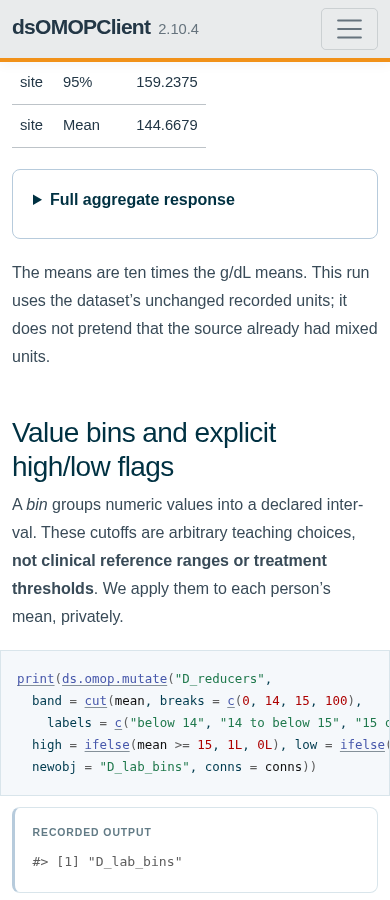 dsOMOPClient 2.10.4
site 95% 159.2375
site Mean 144.6679
Full aggregate response
The means are ten times the g/dL means. This run
uses the dataset’s unchanged recorded units; it
does not pretend that the source already had mixed
units.
Value bins and explicit
high/low flags
A bin groups numeric values into a declared inter-
val. These cutoffs are arbitrary teaching choices,
not clinical reference ranges or treatment
thresholds. We apply them to each person’s
mean, privately.
print(ds.omop.mutate("D_reducers",
band = cut(mean, breaks = c(0, 14, 15, 100),
labels = c("below 14", "14 to below 15", "15 o
high = ifelse(mean >= 15, 1L, 0L), low = ifelse(
newobj = "D_lab_bins", conns = conns))
RECORDED OUTPUT
#> [1] "D_lab_bins"